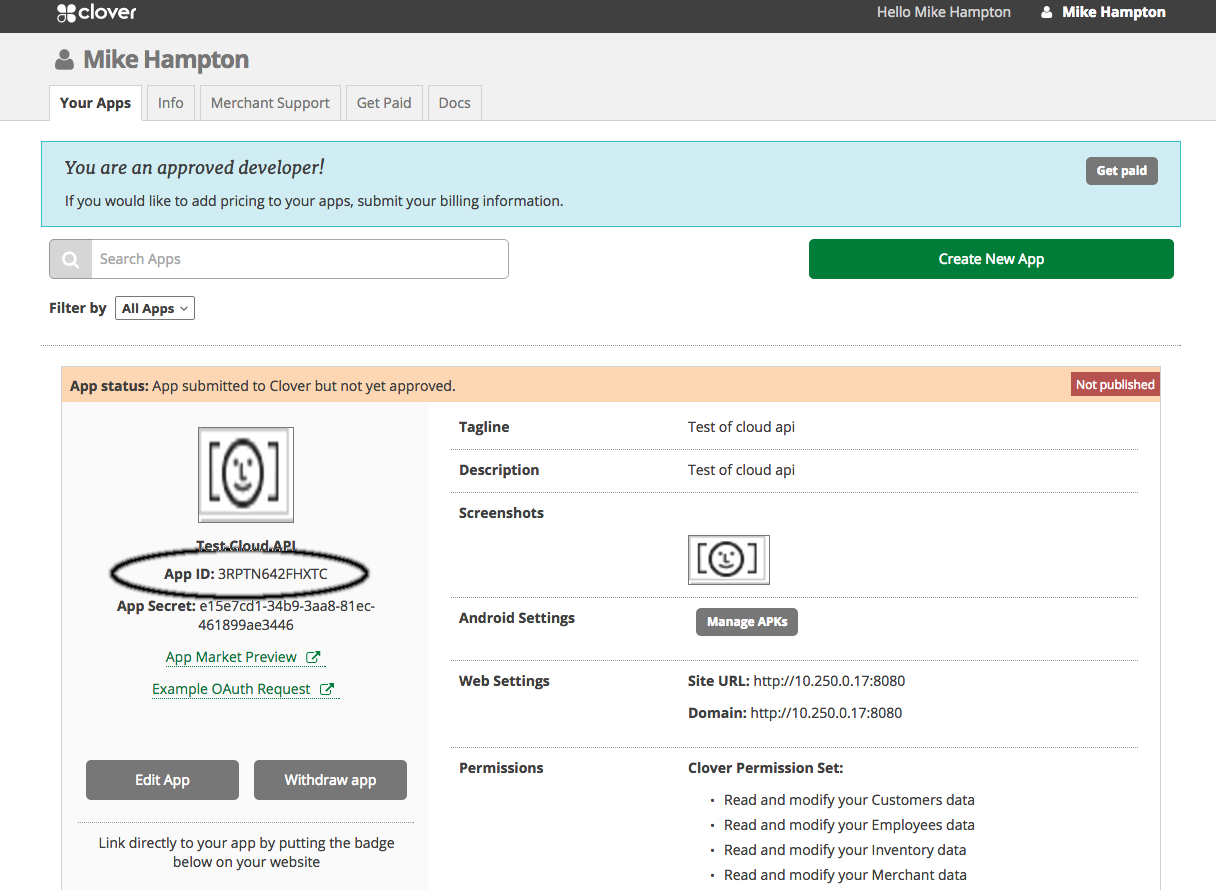 clover
Hello Mike Hampton
Mike Hampton
Mike Hampton
Your Apps
Info
Merchant Support
Get Paid
Docs
You are an approved developer!
Get paid
If you would like to add pricing to your apps, submit your billing information.
Search Apps
Create New App
Filter by All Apps
App status: App submitted to Clover but not yet approved.
Not published
Test Cloud API
App ID: 3RPTN642FHXTC
App Secret: e15e7cd1-34b9-3aa8-81ec-
461899ae3446
App Market Preview
Example OAuth Request
Edit App
Withdraw app
Link directly to your app by putting the badge
below on your website
Tagline
Test of cloud api
Description
Test of cloud api
Screenshots
Android Settings
Manage APKs
Web Settings
Site URL: http://10.250.0.17:8080
Domain: http://10.250.0.17:8080
Permissions
Clover Permission Set:
• Read and modify your Customers data
• Read and modify your Employees data
• Read and modify your Inventory data
• Read and modify your Merchant data